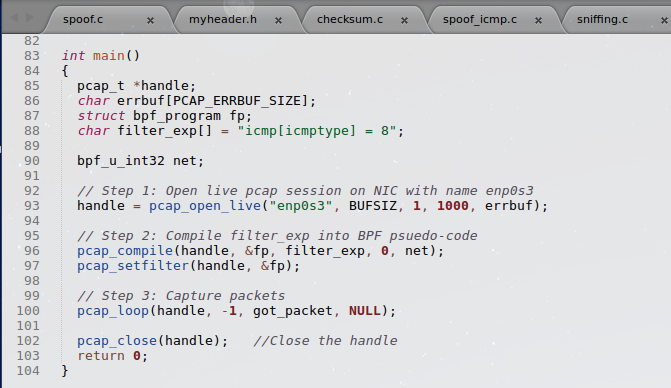 spoof.c × myheader.h × checksum.c × spoof_icmp.c × sniffing.c ×
82
83 int main()
84 {
85 pcap_t *handle;
86 char errbuf[PCAP_ERRBUF_SIZE];
87 struct bpf_program fp;
88 char filter_exp[] = "icmp[icmptype] = 8";
89
90 bpf_u_int32 net;
91
92 // Step 1: Open live pcap session on NIC with name enp0s3
93 handle = pcap_open_live("enp0s3", BUFSIZ, 1, 1000, errbuf);
94
95 // Step 2: Compile filter_exp into BPF psuedo-code
96 pcap_compile(handle, &fp, filter_exp, 0, net);
97 pcap_setfilter(handle, &fp);
98
99 // Step 3: Capture packets
100 pcap_loop(handle, -1, got_packet, NULL);
101
102 pcap_close(handle); //Close the handle
103 return 0;
104 }